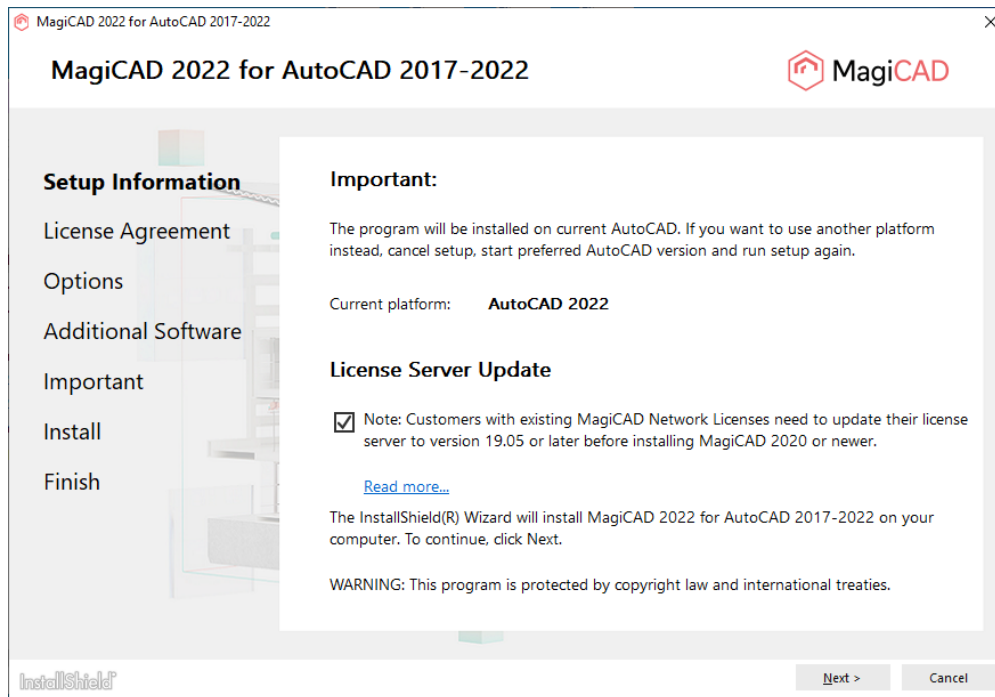 MagiCAD 2022 for AutoCAD 2017-2022
MagiCAD 2022 for AutoCAD 2017-2022
MagiCAD
Setup Information
License Agreement
Options
Additional Software
Important
Install
Finish
Important:
The program will be installed on current AutoCAD. If you want to use another platform
instead, cancel setup, start preferred AutoCAD version and run setup again.
Current platform: AutoCAD 2022
License Server Update
Note: Customers with existing MagiCAD Network Licenses need to update their license
server to version 19.05 or later before installing MagiCAD 2020 or newer.
Read more...
The InstallShield(R) Wizard will install MagiCAD 2022 for AutoCAD 2017-2022 on your
computer. To continue, click Next.
WARNING: This program is protected by copyright law and international treaties.
InstallShield
Next >
Cancel